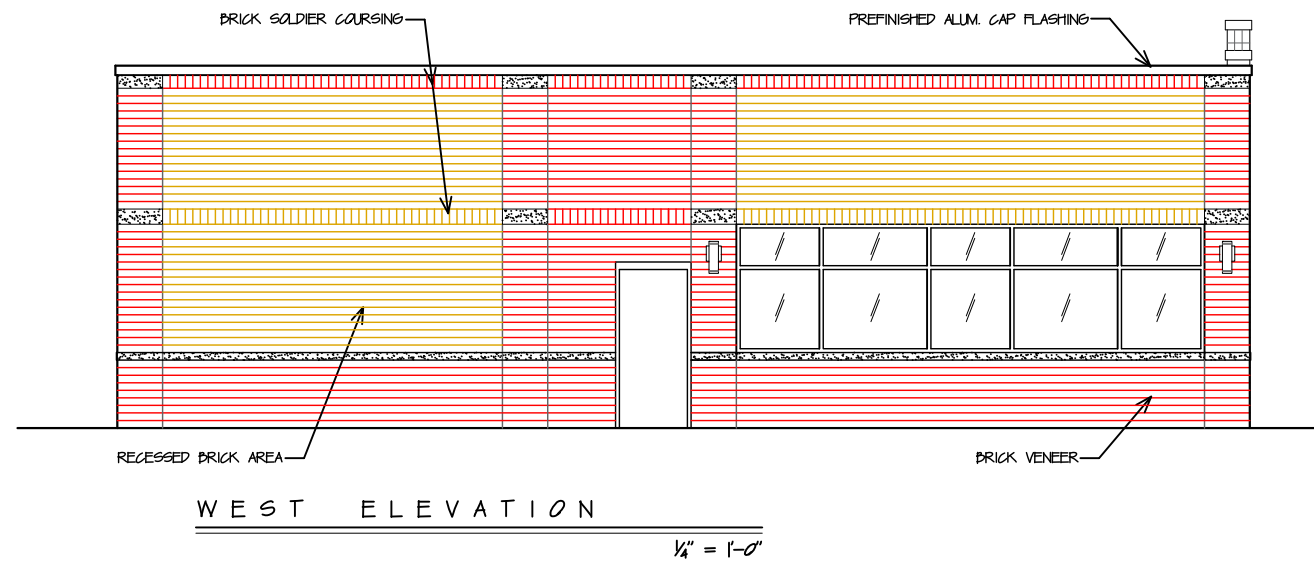 BRICK SOLDIER COURSING
PREFINISHED ALUM. CAP FLASHING
RECESSED BRICK AREA
BRICK VENEER
WEST ELEVATION
1/4" = 1'-0"